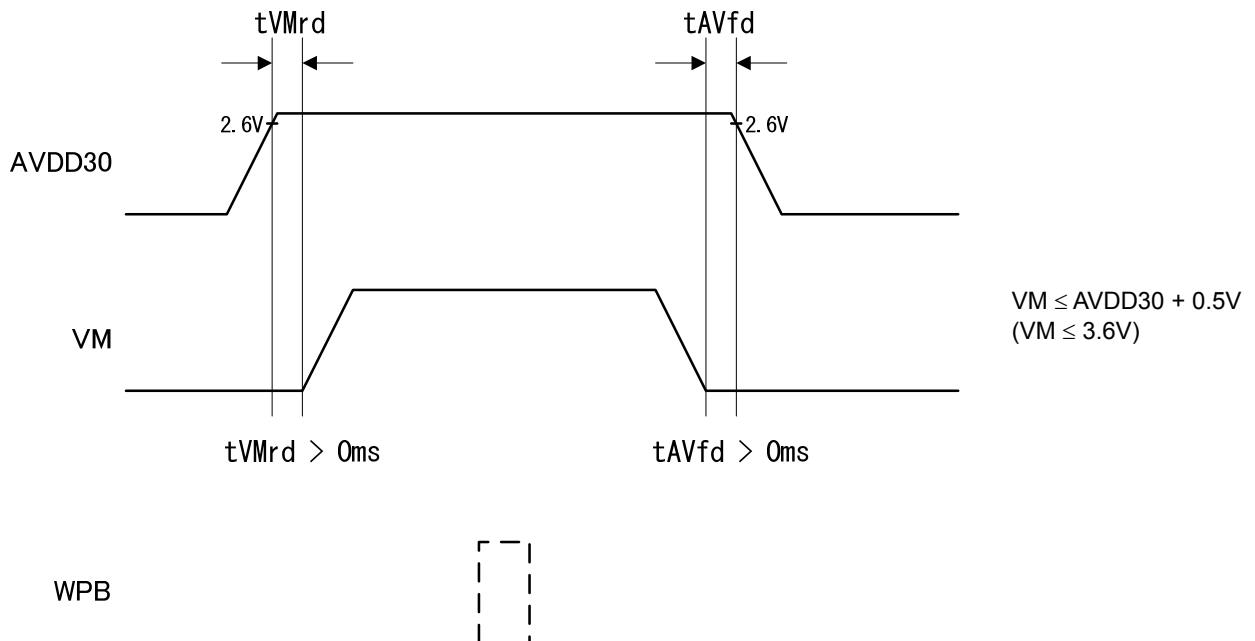 tVMrd tAVfd
2.6V 2.6V
AVDD30
VM ≤ AVDD30 + 0.5V
(VM ≤ 3.6V)
VM
tVMrd > 0ms tAVfd > 0ms
WPB